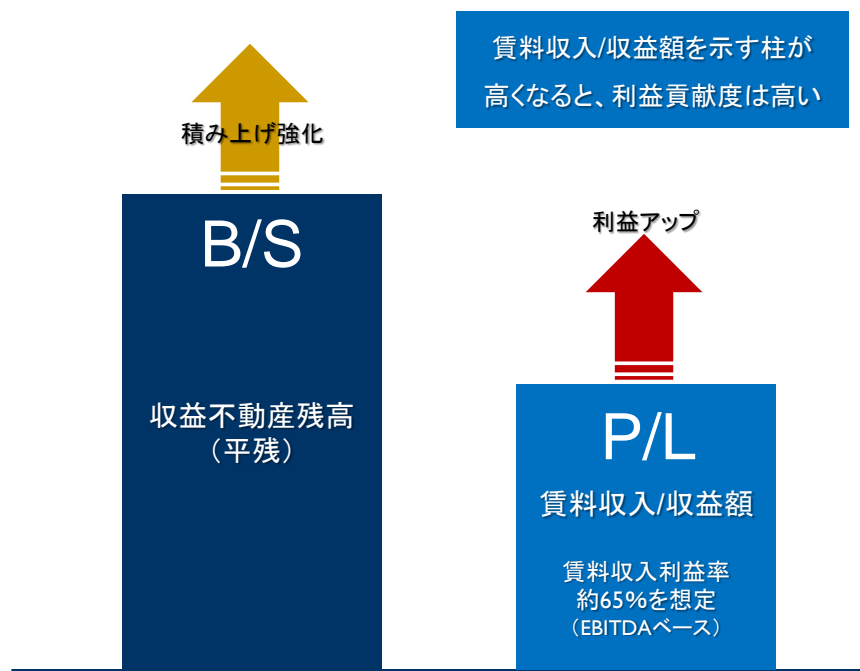 賃料収入/収益額を示す柱が
高くなると、利益貢献度は高い
積み上げ強化
B/S
収益不動産残高
（平残）
利益アップ
P/L
賃料収入/収益額
賃料収入利益率
約65%を想定
（EBITDAベース）